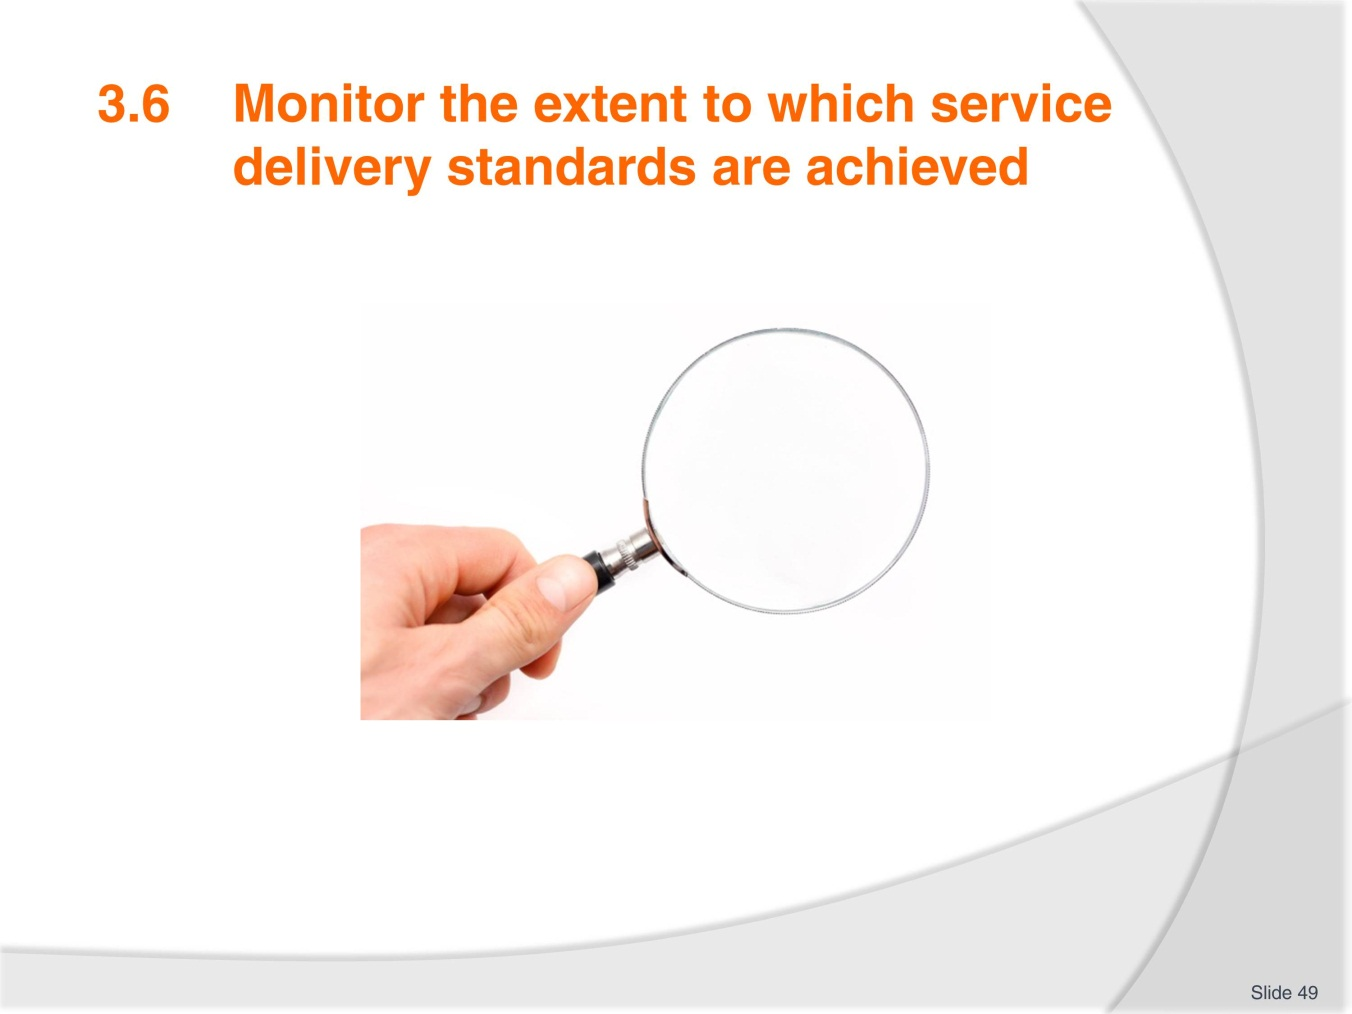 3.6 Monitor the extent to which service
delivery standards are achieved
Slide 49